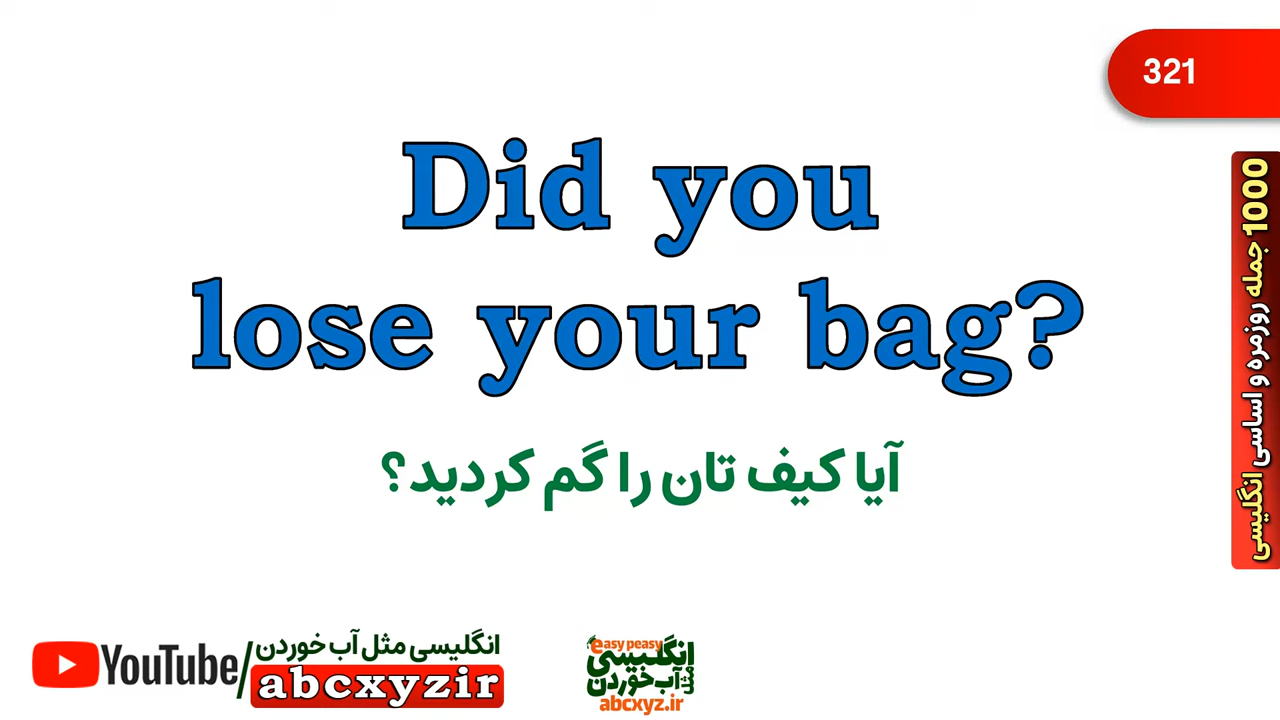 321
Did you
lose your bag?
آیا کیف تان را گم کردید؟
1000 جمله روزمره و اساسی انگلیسی
YouTube/
انگلیسی مثل آب خوردن
abcxyzir
easy peasy
انگلیسی
مثل
آب خوردن
abcxyz.ir